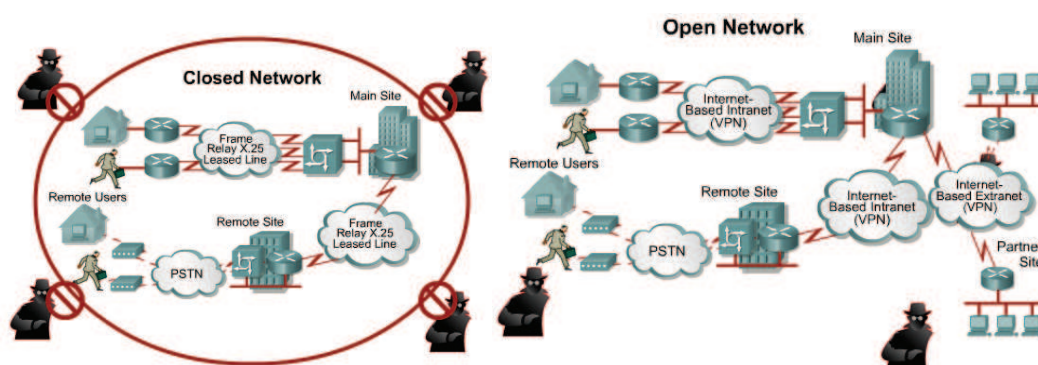 Closed Network
Main Site
Frame
Relay X.25
Leased Line
Remote Users
Remote Site
Frame
Relay X.25
Leased Line
PSTN
Open Network
Main Site
Internet-
Based Intranet
(VPN)
Remote Users
Remote Site
Internet-
Based Intranet
(VPN)
Internet-
Based Extranet
(VPN)
PSTN
Partner
Site